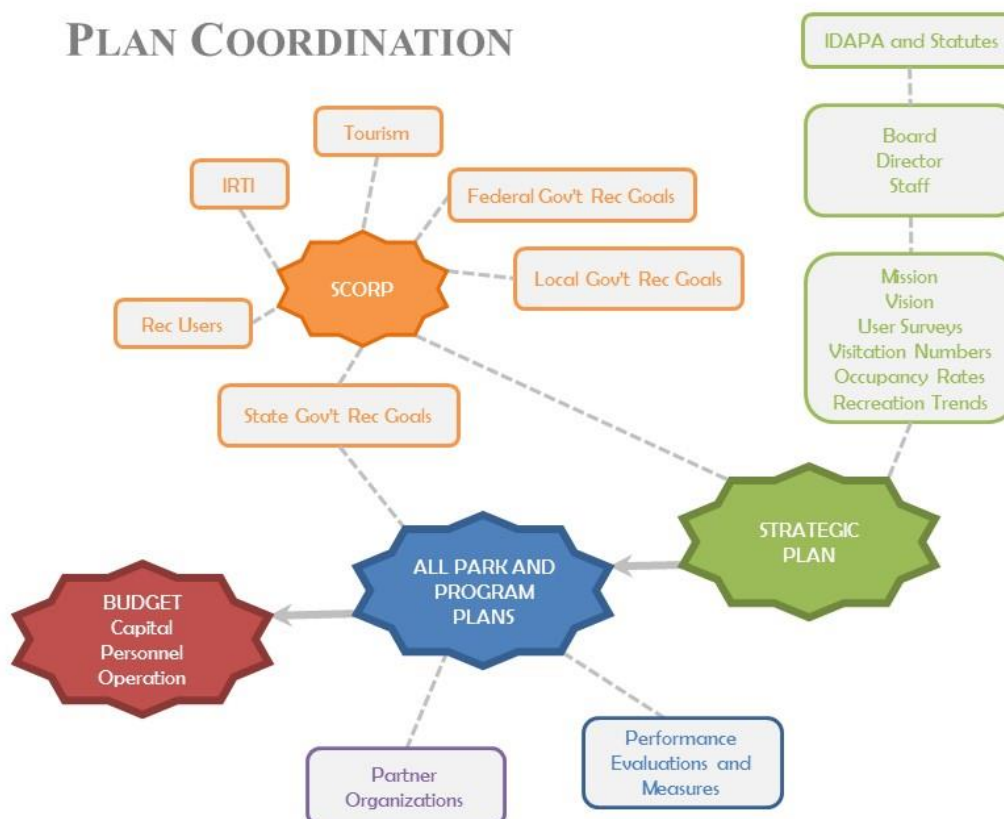 PLAN COORDINATION
IDAPA and Statutes
Board
Director
Staff
Tourism
IRTI
Federal Gov't Rec Goals
SCORP
Local Gov't Rec Goals
Mission
Vision
User Surveys
Visitation Numbers
Occupancy Rates
Recreation Trends
Rec Users
State Gov't Rec Goals
STRATEGIC
PLAN
ALL PARK AND
PROGRAM
PLANS
BUDGET
Capital
Personnel
Operation
Partner
Organizations
Performance
Evaluations and
Measures